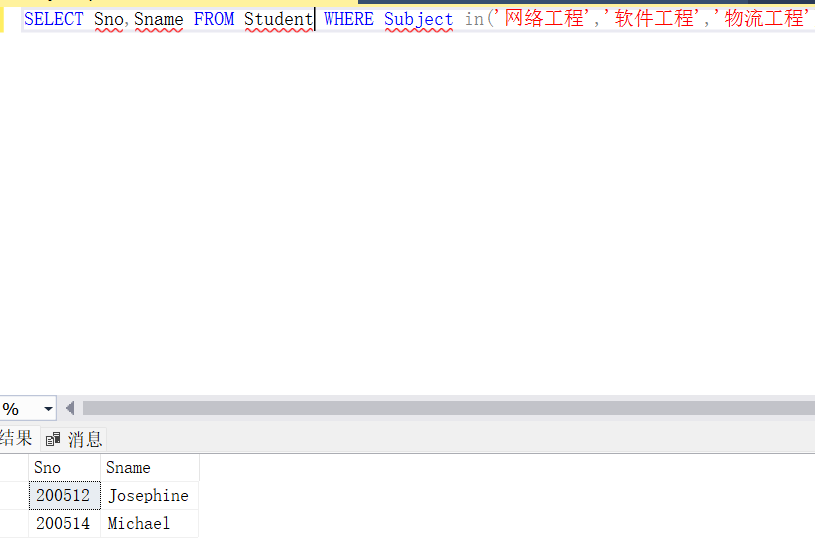 SELECT Sno,Sname FROM Student WHERE Subject in('网络工程','软件工程','物流工程'
%
结果 消息
Sno Sname
200512 Josephine
200514 Michael